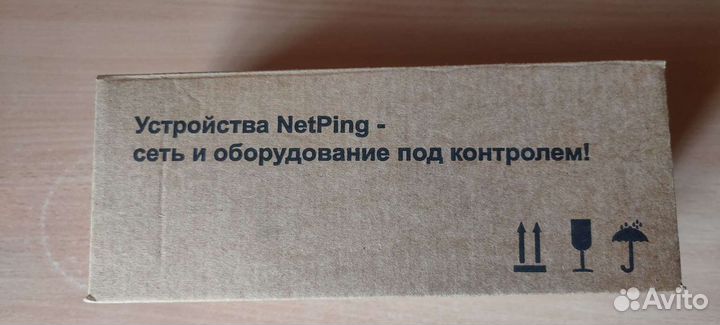 Устройства NetPing -
сеть и оборудование под контролем!
Avito